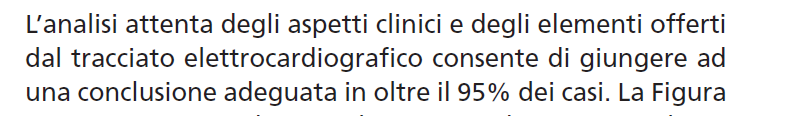 L’analisi attenta degli aspetti clinici e degli elementi offerti
dal tracciato elettrocardiografico consente di giungere ad
una conclusione adeguata in oltre il 95% dei casi. La Figura